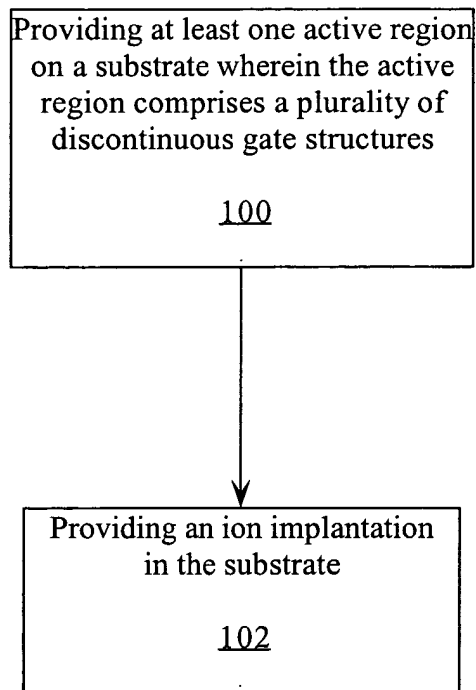 Providing at least one active region
on a substrate wherein the active
region comprises a plurality of
discontinuous gate structures
100
Providing an ion implantation
in the substrate
102